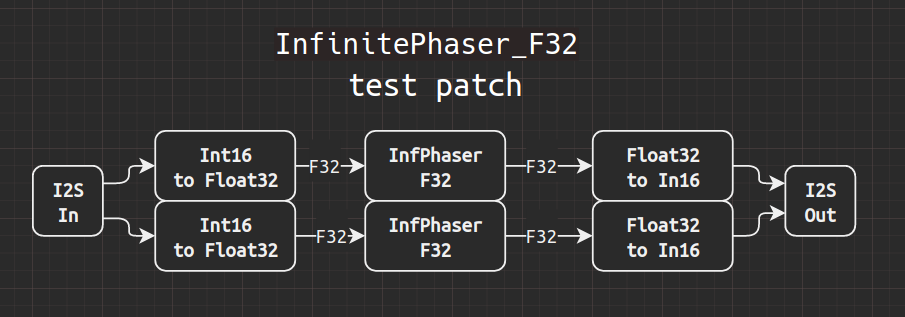 InfinitePhaser_F32
test patch
I2S
In
Int16
to Float32
F32
InfPhaser
F32
F32
Float32
to In16
Int16
to Float32
F32
InfPhaser
F32
F32
Float32
to In16
I2S
Out